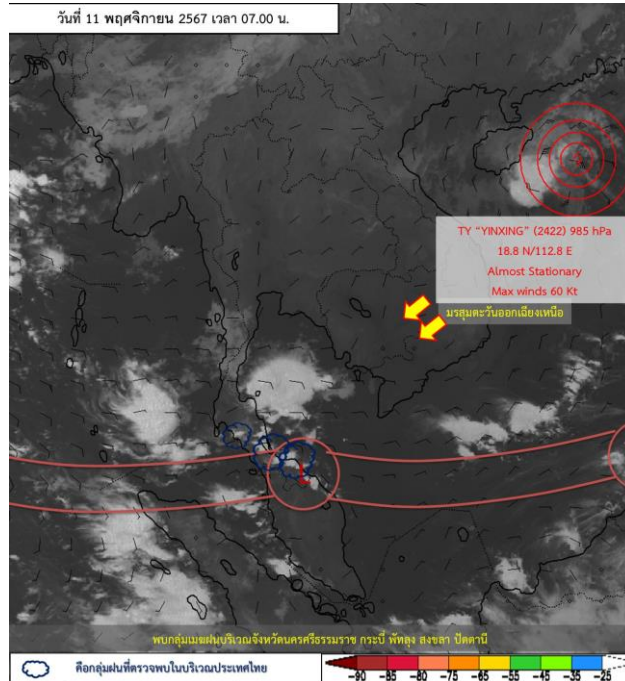 วันที่ 11 พฤศจิกายน 2567 เวลา 07.00 น.
TY "YINXING" (2422) 985 hPa
18.8 N/112.8 E
Almost Stationary
Max winds 60 Kt
มรสุมตะวันออกเฉียงเหนือ
L
พบกลุ่มเมฆฝนบริเวณจังหวัดนครศรีธรรมราช กระบี่ พัทลุง สงขลา ปัตตานี
คือกลุ่มฝนที่ตรวจพบในบริเวณประเทศไทย
-90 -80 -75 -65 -55 -45 -35 -25